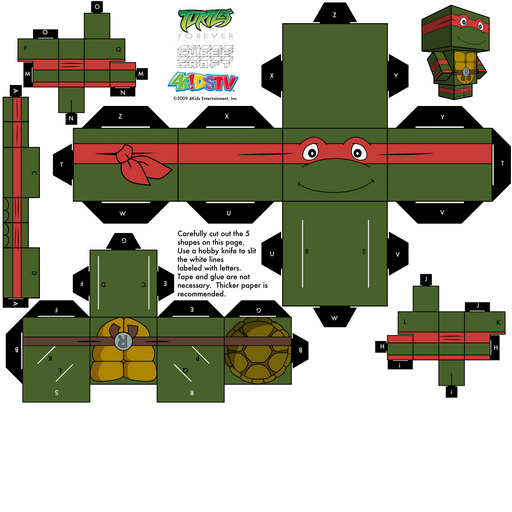 TURTLES
FOREVER
CUBEE
CRAFT
4KiDSTV
©2009 4Kids Entertainment, Inc.
Carefully cut out the 5
shapes on this page.
Use a hobby knife to slit
the white lines
labeled with letters.
Tape and glue are not
necessary. Thicker paper is
recommended.
O
O
P
Q
M
M
N
N
A
C
D
A
Z
X
Y
Z
X
Y
T
T
W
U
V
U
R
S
V
W
G
E
D
C
E
F
E
G
B
R
B
K
L
P
Q
S
R
J
J
I
K
H
H
I
i